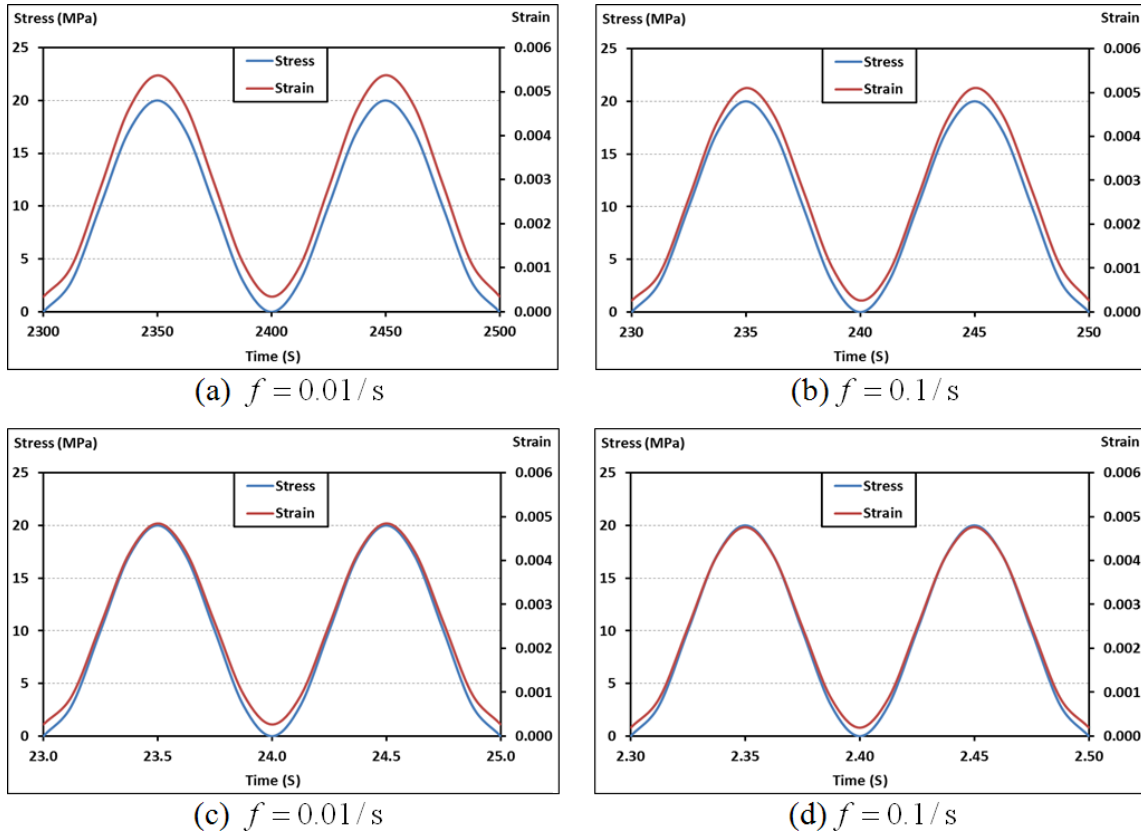 Stress (MPa) Strain
Stress
Strain
25 0.006
20 0.005
0.004
15
0.003
10
0.002
5
0.001
0 0.000
2300 2350 2400 2450 2500
Time (S)
(a) f = 0.01/s
Stress (MPa) Strain
Stress
Strain
25 0.006
20 0.005
0.004
15
0.003
10
0.002
5
0.001
0 0.000
230 235 240 245 250
Time (S)
(b) f = 0.1/s
Stress (MPa) Strain
Stress
Strain
25 0.006
20 0.005
0.004
15
0.003
10
0.002
5
0.001
0 0.000
23.0 23.5 24.0 24.5 25.0
Time (S)
(c) f = 0.01/s
Stress (MPa) Strain
Stress
Strain
25 0.006
20 0.005
0.004
15
0.003
10
0.002
5
0.001
0 0.000
2.30 2.35 2.40 2.45 2.50
Time (S)
(d) f = 0.1/s